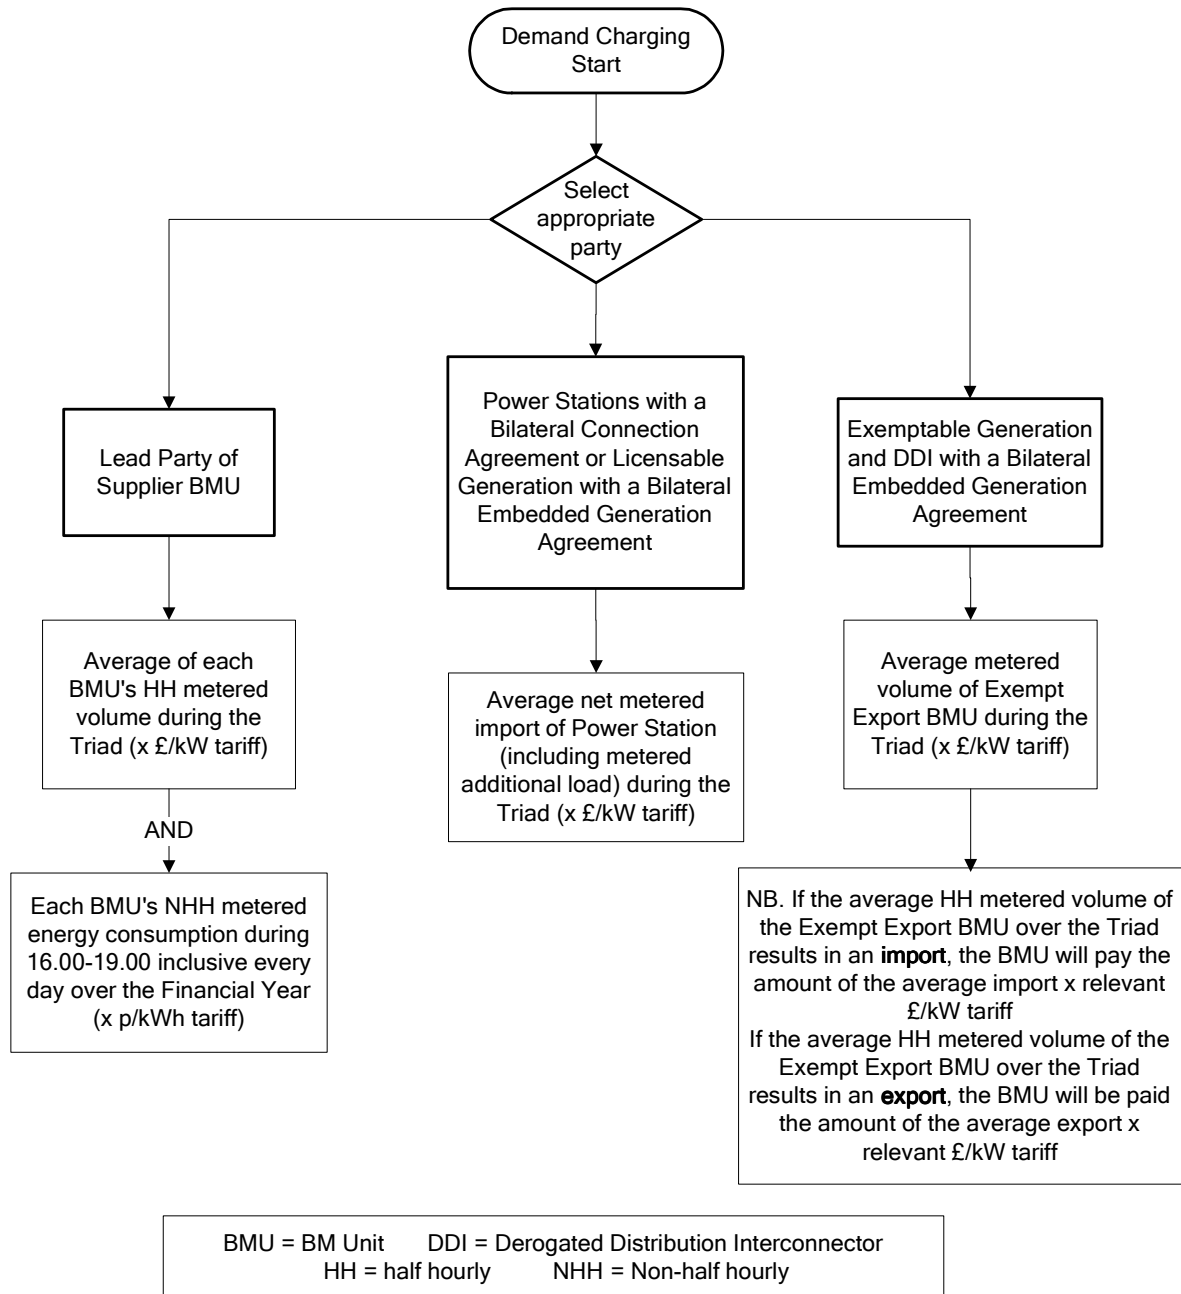 Demand Charging
Start
Select
appropriate
party
Lead Party of
Supplier BMU
Power Stations with a
Bilateral Connection
Agreement or Licensable
Generation with a Bilateral
Embedded Generation
Agreement
Exemptable Generation
and DDI with a Bilateral
Embedded Generation
Agreement
Average of each
BMU's HH metered
volume during the
Triad (x £/kW tariff)
Average net metered
import of Power Station
(including metered
additional load) during the
Triad (x £/kW tariff)
Average metered
volume of Exempt
Export BMU during the
Triad (x £/kW tariff)
AND
Each BMU's NHH metered
energy consumption during
16.00-19.00 inclusive every
day over the Financial Year
(x p/kWh tariff)
NB. If the average HH metered volume of
the Exempt Export BMU over the Triad
results in an import, the BMU will pay the
amount of the average import x relevant
£/kW tariff
If the average HH metered volume of the
Exempt Export BMU over the Triad
results in an export, the BMU will be paid
the amount of the average export x
relevant £/kW tariff
BMU = BM Unit DDI = Derogated Distribution Interconnector
HH = half hourly NHH = Non-half hourly